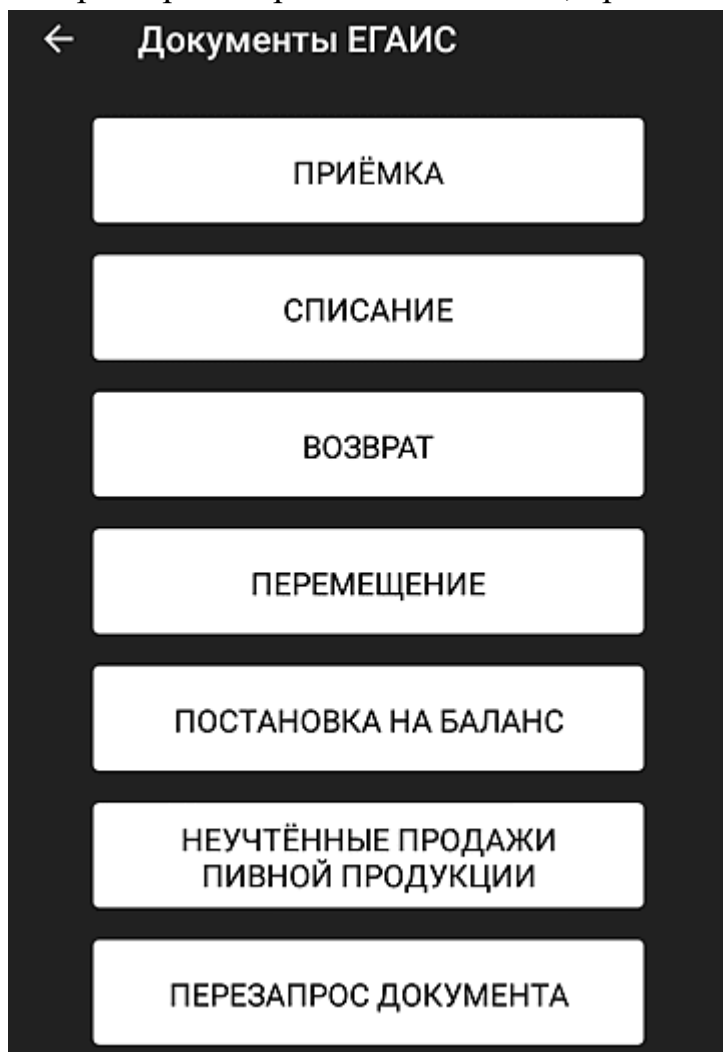 Документы ЕГАИС
ПРИЁМКА
СПИСАНИЕ
ВОЗВРАТ
ПЕРЕМЕЩЕНИЕ
ПОСТАНОВКА НА БАЛАНС
НЕУЧТЁННЫЕ ПРОДАЖИ
ПИВНОЙ ПРОДУКЦИИ
ПЕРЕЗАПРОС ДОКУМЕНТА